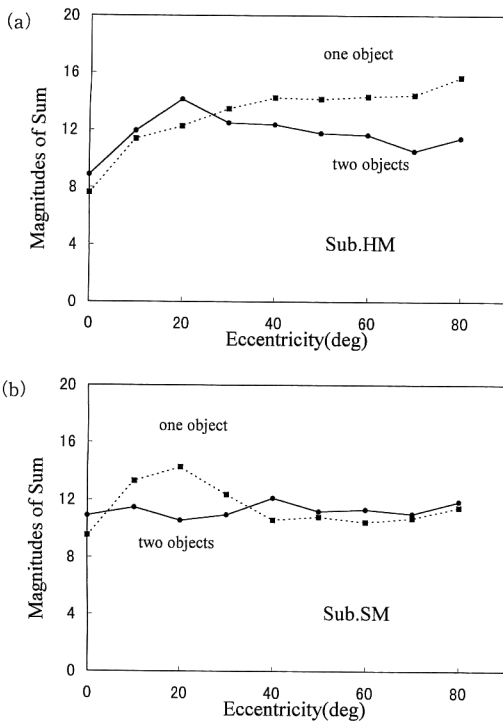 (a)
20
16
12
8
4
0
Magnitudes of Sum
one object
two objects
Sub.HM
0 20 40 60 80
Eccentricity(deg)
(b)
20
16
12
8
4
0
Magnitudes of Sum
one object
two objects
Sub.SM
0 20 40 60 80
Eccentricity(deg)